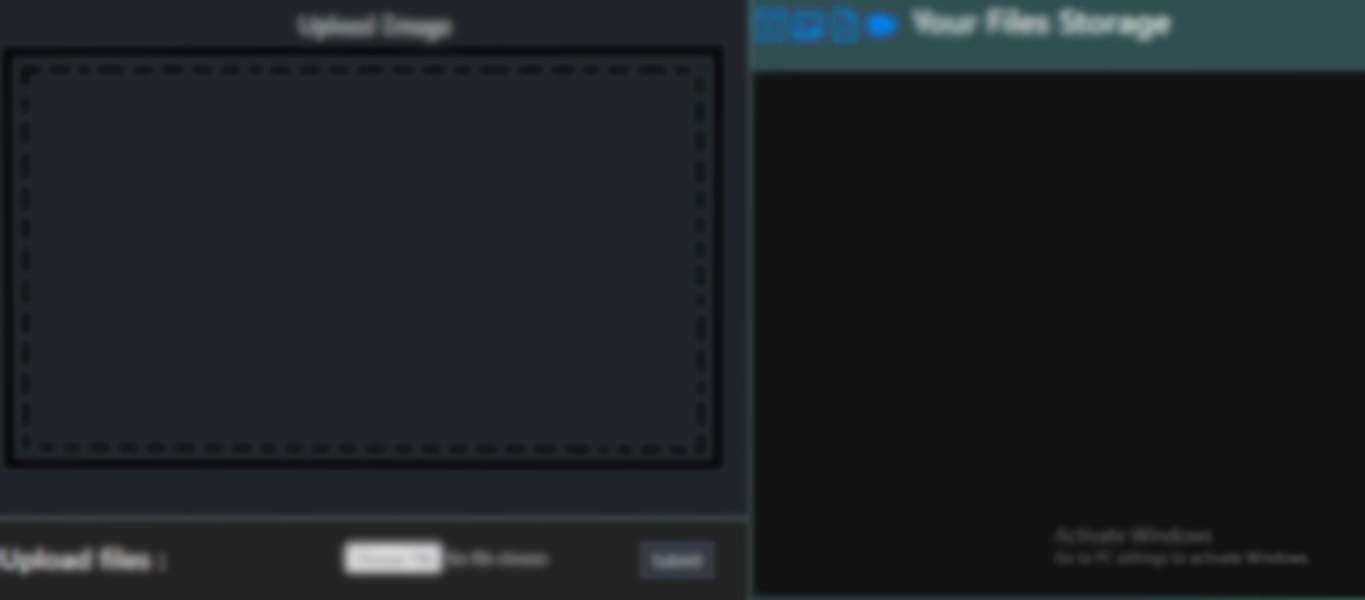 Upload Image
Your Files Storage
Upload files :
Choose File No file chosen
Submit
Activate Windows
Go to PC settings to activate Windows.